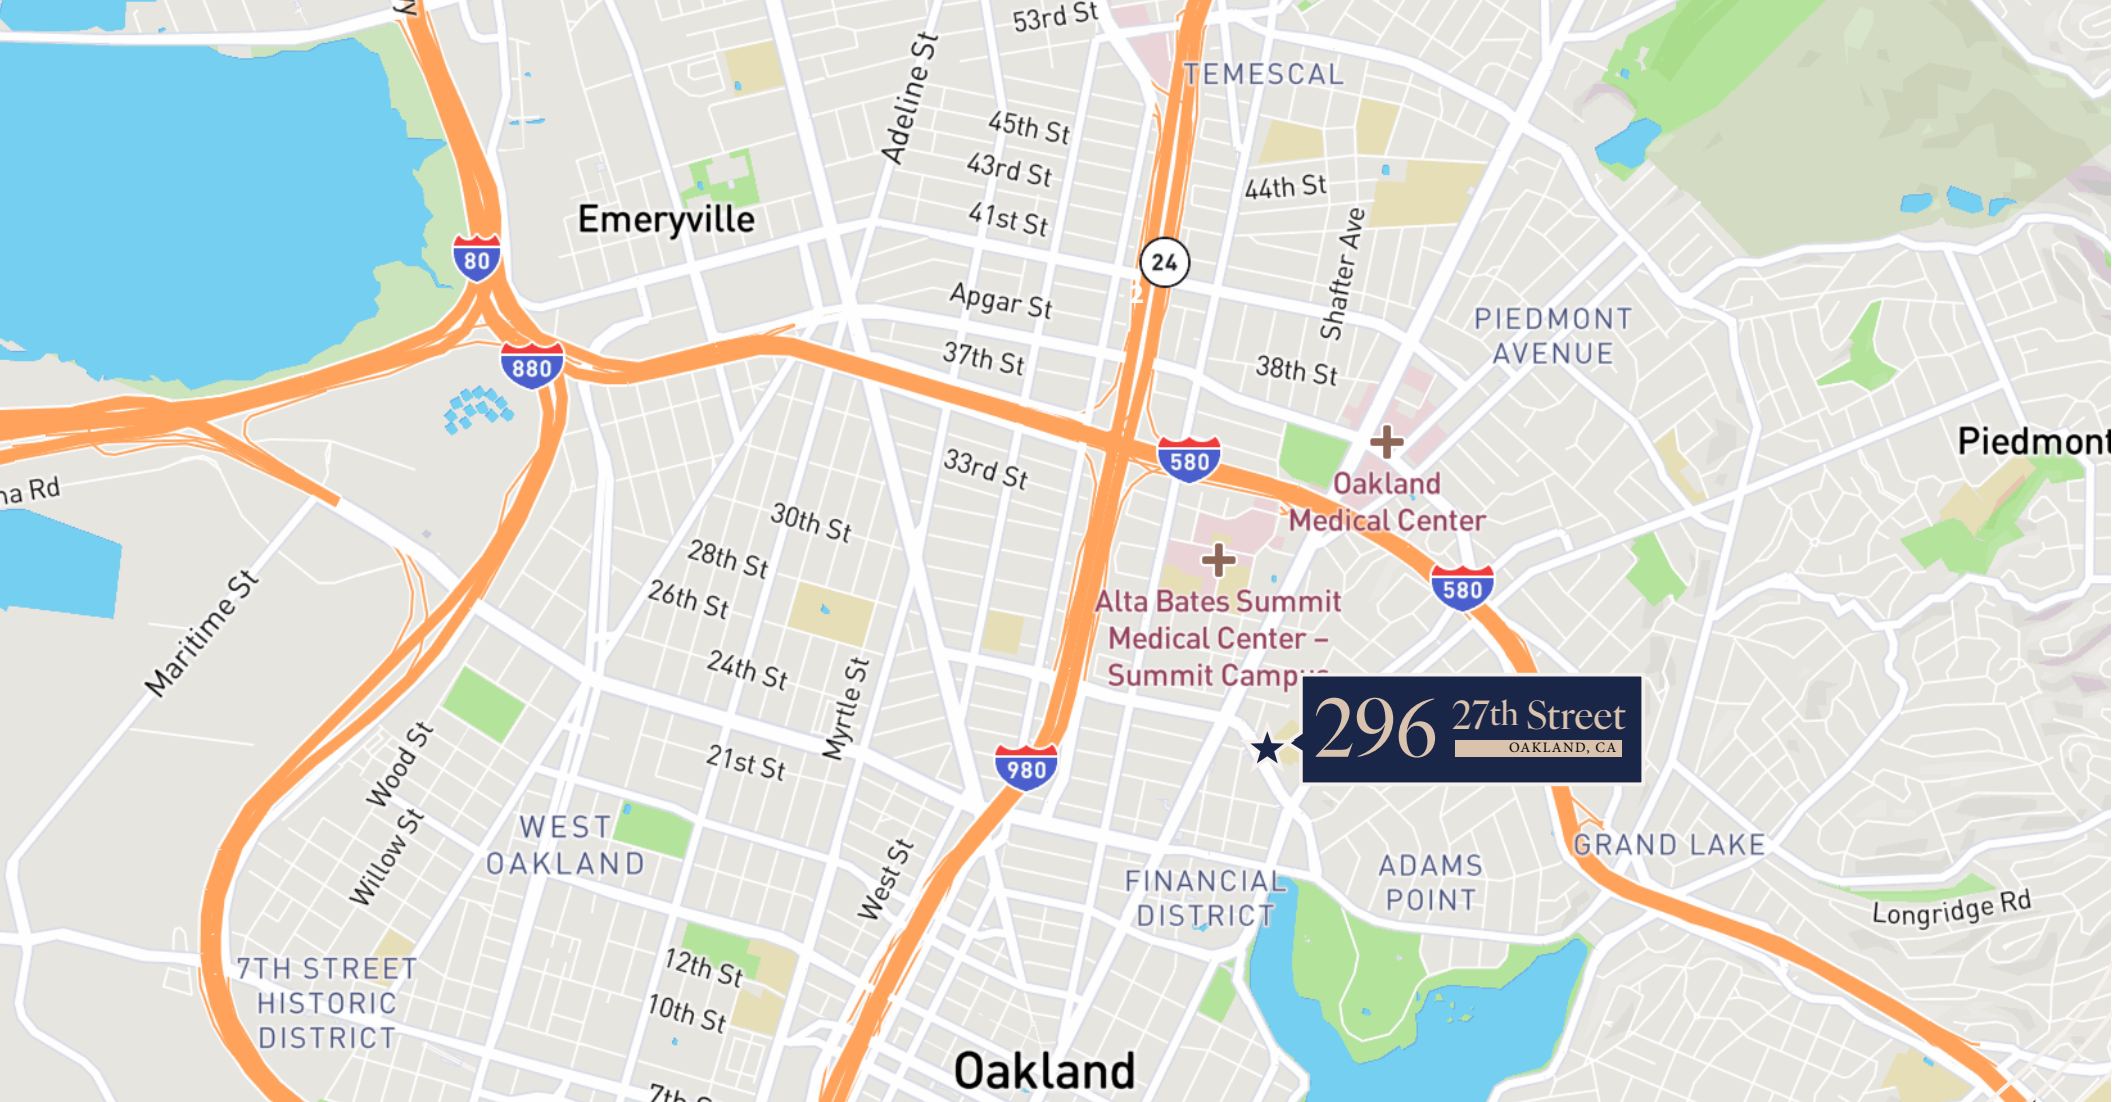 53rd St
TEMESCAL
Adeline St
45th St
43rd St
44th St
41st St
Emeryville
Shafter Ave
80
24
2
Apgar St
PIEDMONT
AVENUE
880
37th St
38th St
Piedmont
580
33rd St
Oakland
Medical Center
na Rd
30th St
28th St
580
26th St
Alta Bates Summit
Medical Center –
Summit Campus
Maritime St
24th St
Myrtle St
296 27th Street
OAKLAND, CA
21st St
980
Wood St
WEST
OAKLAND
Willow St
West St
GRAND LAKE
ADAMS
POINT
FINANCIAL
DISTRICT
Longridge Rd
12th St
7TH STREET
HISTORIC
DISTRICT
10th St
Oakland
7th S